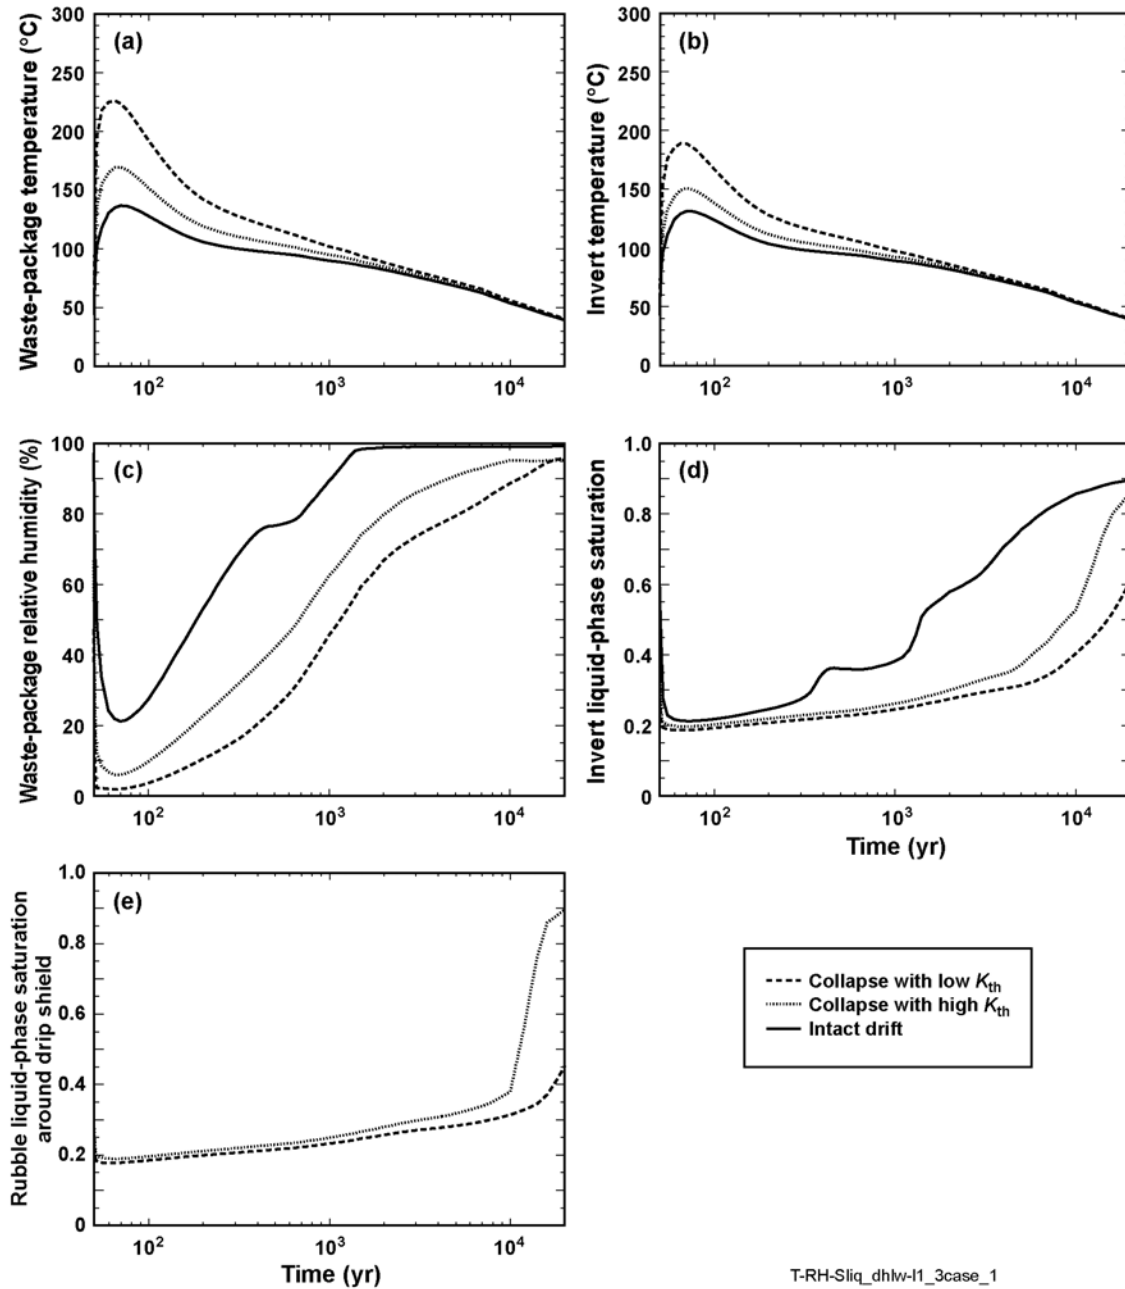 Waste-package temperature (°C)
300
250
200
150
100
50
0
(a)
10²
10³
10⁴
Invert temperature (°C)
300
250
200
150
100
50
0
(b)
10²
10³
10⁴
Waste-package relative humidity (%)
100
80
60
40
20
0
(c)
10²
10³
10⁴
Invert liquid-phase saturation
1.0
0.8
0.6
0.4
0.2
0
(d)
10²
10³
10⁴
Time (yr)
Rubble liquid-phase saturation
around drip shield
1.0
0.8
0.6
0.4
0.2
0
(e)
10²
10³
10⁴
Time (yr)
Collapse with low Kth
Collapse with high Kth
Intact drift
T-RH-Sliq_dhlw-l1_3case_1